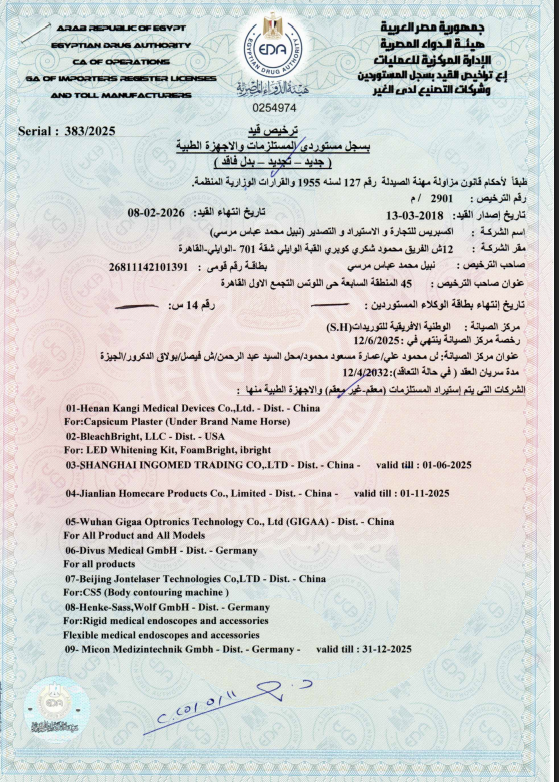 ARAB REPUBLIC OF EGYPT
EGYPTIAN DRUG AUTHORITY
CA OF OPERATIONS
GA OF IMPORTERS REGISTER LICENSES
AND TOLL MANUFACTURERS
EGYPTIAN DRUG AUTHORITY
EDA
هيئة الدواء المصرية
0254974
جمهورية مصر العربية
هيئة الدواء المصرية
الإدارة المركزية للعمليات
إ.ع تراخيص القيد بسجل المستوردين
وشركات التصنيع لدى الغير
Serial : 383/2025
ترخيص قيد
بسجل مستوردى المستلزمات والاجهزة الطبية
( جديد – تجديد – بدل فاقد )
طبقاً لأحكام قانون مزاولة مهنة الصيدلة رقم 127 لسنه 1955 والقرارات الوزارية المنظمة.
رقم الترخيص : 2901 / م
تاريخ إصدار القيد: 13-03-2018 تاريخ انتهاء القيد: 08-02-2026
اسم الشركة : اكسبريس للتجارة و الاستيراد و التصدير (نبيل محمد عباس مرسي)
مقر الشركة : 12ش الفريق محمود شكري كوبري القبة الوايلي شقة 701 -الوايلي-القاهرة
صاحب الترخيص : نبيل محمد عباس مرسي بطاقة رقم قومى : 26811142101391
عنوان صاحب الترخيص : 45 المنطقة السابعة حى اللوتس التجمع الاول القاهرة
تاريخ إنتهاء بطاقة الوكلاء المستوردين : رقم 14 س:
مركز الصيانة : الوطنية الافريقية للتوريدات(S.H)
رخصة مركز الصيانة ينتهي في :12/6/2025
عنوان مركز الصيانة: ش محمود علي/عمارة مسعود محمود/محل السيد عبد الرحمن/ش فيصل/بولاق الدكرور/الجيزة
مدة سريان العقد ( في حالة التعاقد):12/4/2032
الشركات التي يتم إستيراد المستلزمات (معقم-غير معقم) والاجهزة الطبية منها :
01-Henan Kangi Medical Devices Co.,Ltd. - Dist. - China
For:Capsicum Plaster (Under Brand Name Horse)
02-BleachBright, LLC - Dist. - USA
For: LED Whitening Kit, FoamBright, ibright
03-SHANGHAI INGOMED TRADING CO,.LTD - Dist. - China - valid till : 01-06-2025
04-Jianlian Homecare Products Co., Limited - Dist. - China - valid till : 01-11-2025
05-Wuhan Gigaa Optronics Technology Co., Ltd (GIGAA) - Dist. - China
For All Product and All Models
06-Divus Medical GmbH - Dist. - Germany
For all products
07-Beijing Jontelaser Technologies Co,LTD - Dist. - China
For:CS5 (Body contouring machine )
08-Henke-Sass,Wolf GmbH - Dist. - Germany
For:Rigid medical endoscopes and accessories
Flexible medical endoscopes and accessories
09- Micon Medizintechnik Gmbh - Dist. - Germany - valid till : 31-12-2025